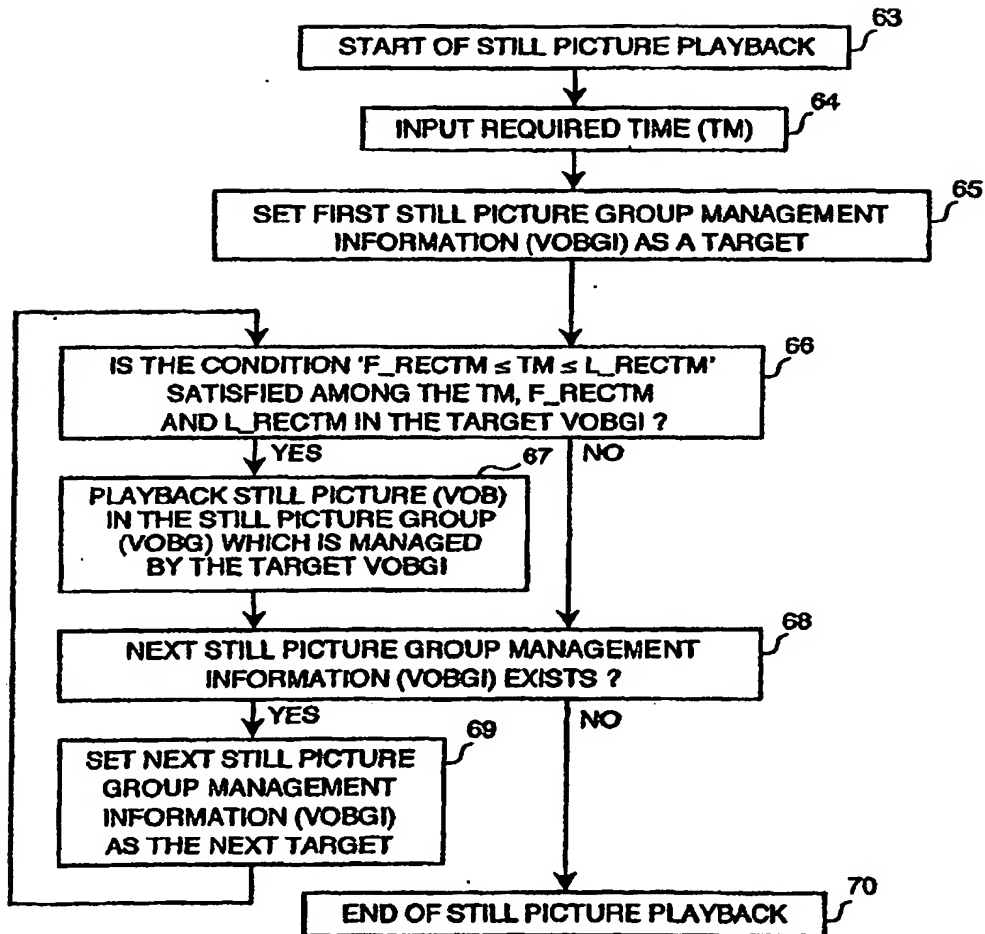 63
START OF STILL PICTURE PLAYBACK
64
INPUT REQUIRED TIME (TM)
65
SET FIRST STILL PICTURE GROUP MANAGEMENT
INFORMATION (VOBGI) AS A TARGET
66
IS THE CONDITION 'F_RECTM ≤ TM ≤ L_RECTM'
SATISFIED AMONG THE TM, F_RECTM
AND L_RECTM IN THE TARGET VOBGI ?
YES
NO
67
PLAYBACK STILL PICTURE (VOB)
IN THE STILL PICTURE GROUP
(VOBG) WHICH IS MANAGED
BY THE TARGET VOBGI
68
NEXT STILL PICTURE GROUP MANAGEMENT
INFORMATION (VOBGI) EXISTS ?
YES
NO
69
SET NEXT STILL PICTURE
GROUP MANAGEMENT
INFORMATION (VOBGI)
AS THE NEXT TARGET
70
END OF STILL PICTURE PLAYBACK